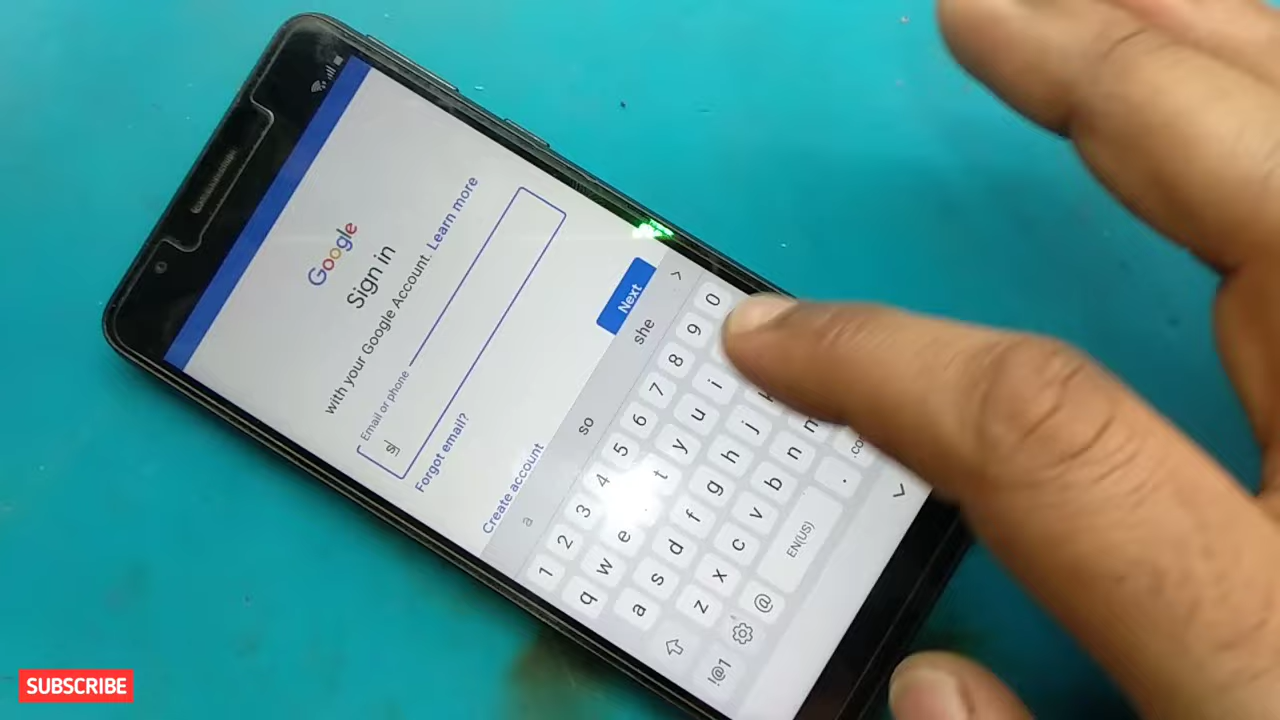 Google
Sign in
with your Google Account. Learn more
Email or phone
s
Forgot email?
Create account
Next
a so she
1 2 3 4 5 6 7 8 9 0
q w e t y u i
a s d f g h j k
z x c v b n m
!@1 @ EN(US) . .co
SUBSCRIBE